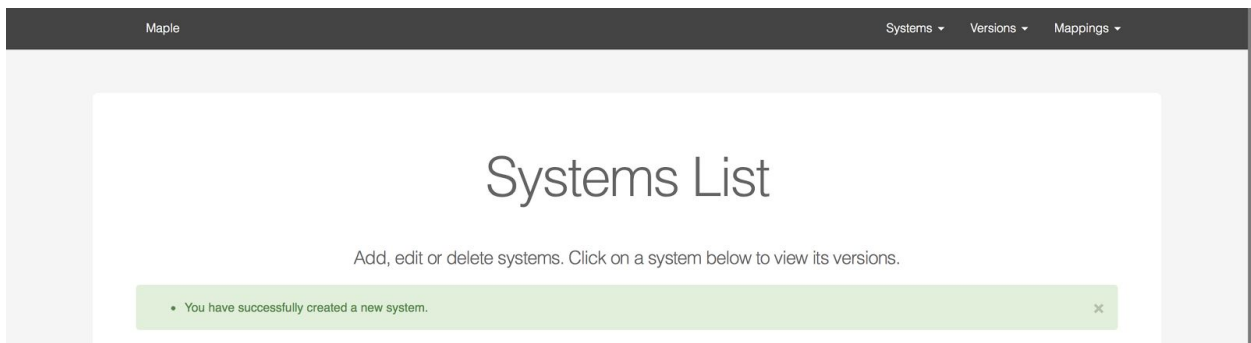 Maple Systems Versions Mappings
Systems List
Add, edit or delete systems. Click on a system below to view its versions.
• You have successfully created a new system. ×